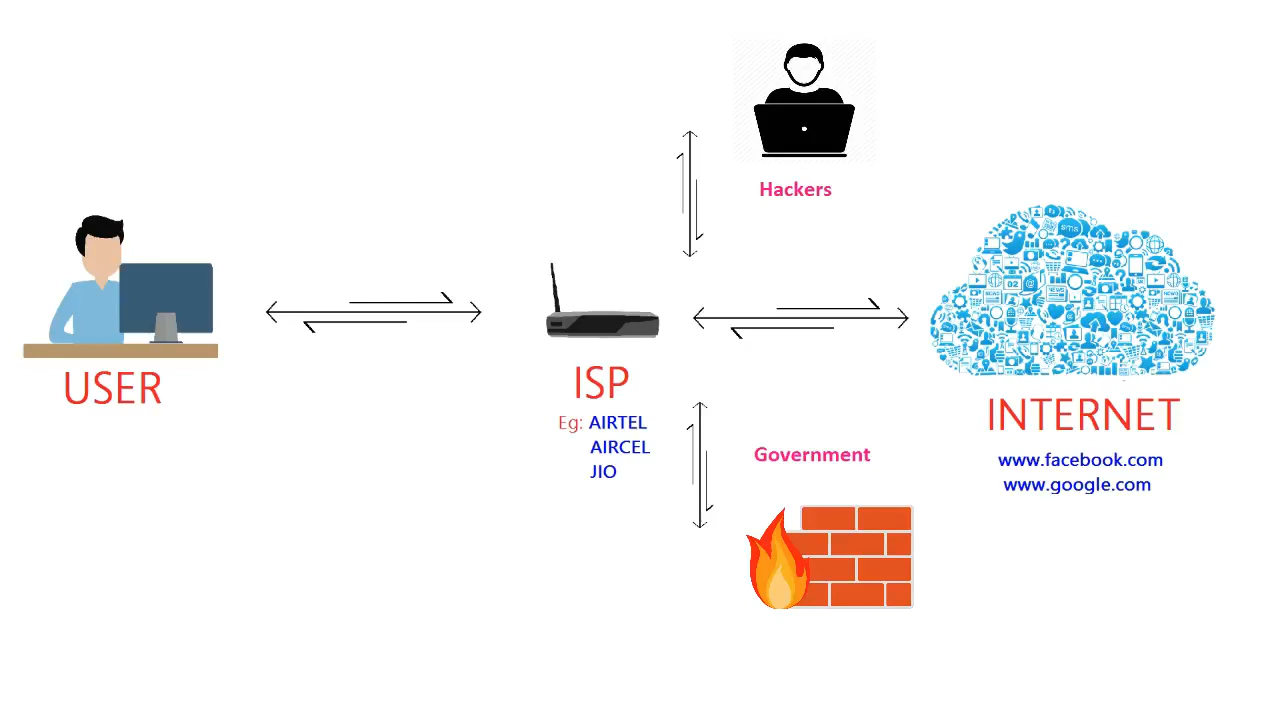 Hackers
USER
ISP
Eg: AIRTEL
AIRCEL
JIO
Government
INTERNET
www.facebook.com
www.google.com